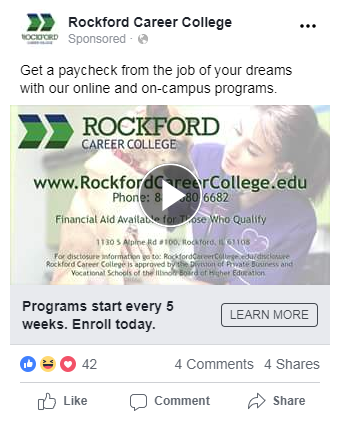 Rockford Career College
Sponsored ·
Get a paycheck from the job of your dreams
with our online and on-campus programs.
ROCKFORD
CAREER COLLEGE
ROCKFORD
CAREER COLLEGE
www.RockfordCareerCollege.edu
Phone: 6682
Financial Aid Available for Those Who Qualify
1130 S Alpine Rd #100, Rockford, IL 61108
For disclosure information go to: RockfordCareerCollege.edu/disclosure
Rockford Career College is approved by the Division of Private Business and
Vocational Schools of the Illinois Board of Higher Education.
Programs start every 5
weeks. Enroll today.
LEARN MORE
42
4 Comments 4 Shares
Like Comment Share